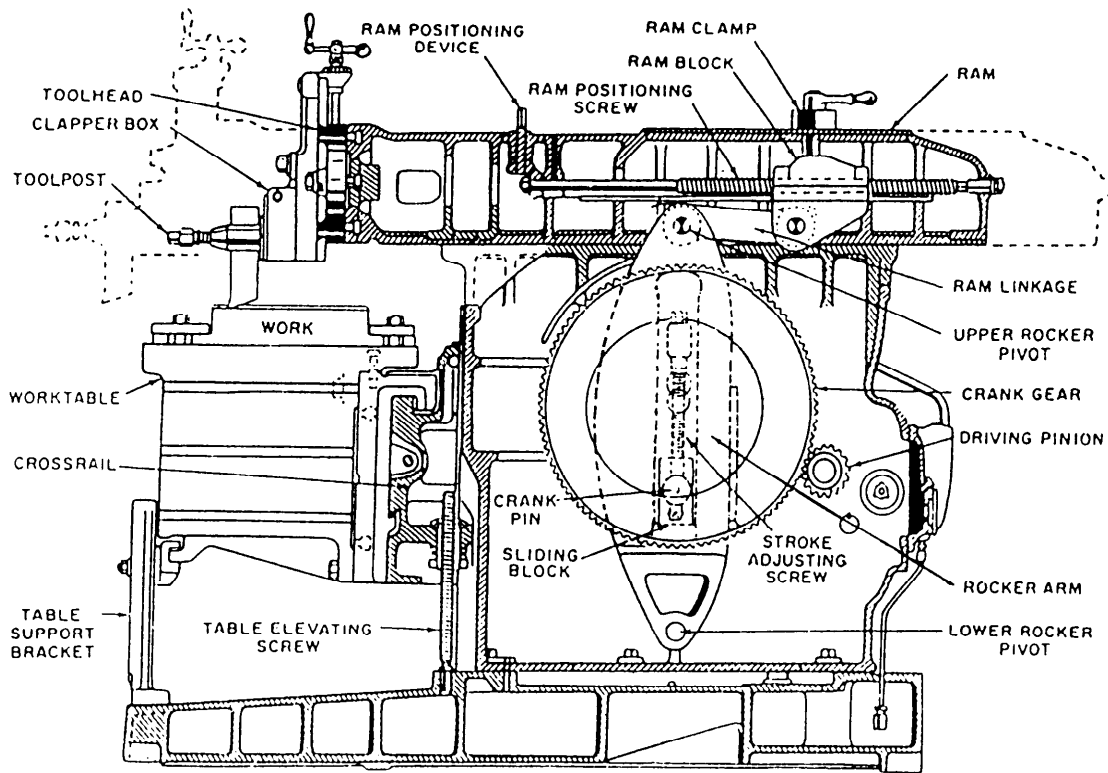 RAM POSITIONING
DEVICE
RAM CLAMP
RAM BLOCK
RAM POSITIONING
SCREW
RAM
TOOLHEAD
CLAPPER BOX
TOOLPOST
WORK
RAM LINKAGE
UPPER ROCKER
PIVOT
WORKTABLE
CRANK GEAR
DRIVING PINION
CROSSRAIL
CRANK
PIN
SLIDING
BLOCK
STROKE
ADJUSTING
SCREW
ROCKER ARM
TABLE
SUPPORT
BRACKET
TABLE ELEVATING
SCREW
LOWER ROCKER
PIVOT